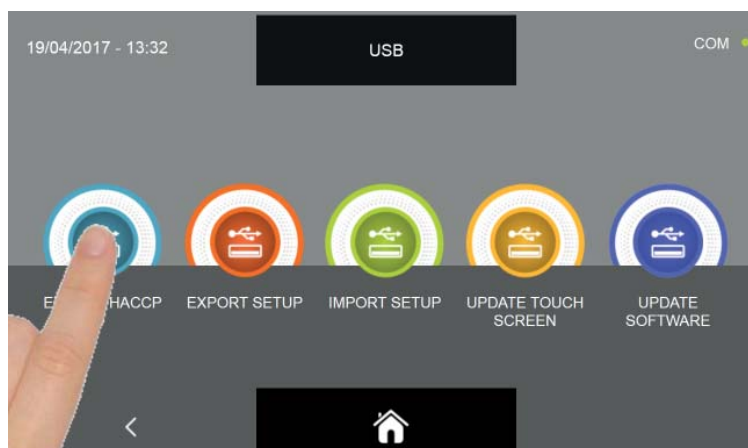 19/04/2017 - 13:32
USB
COM
HACCP
EXPORT SETUP
IMPORT SETUP
UPDATE TOUCH
SCREEN
UPDATE
SOFTWARE